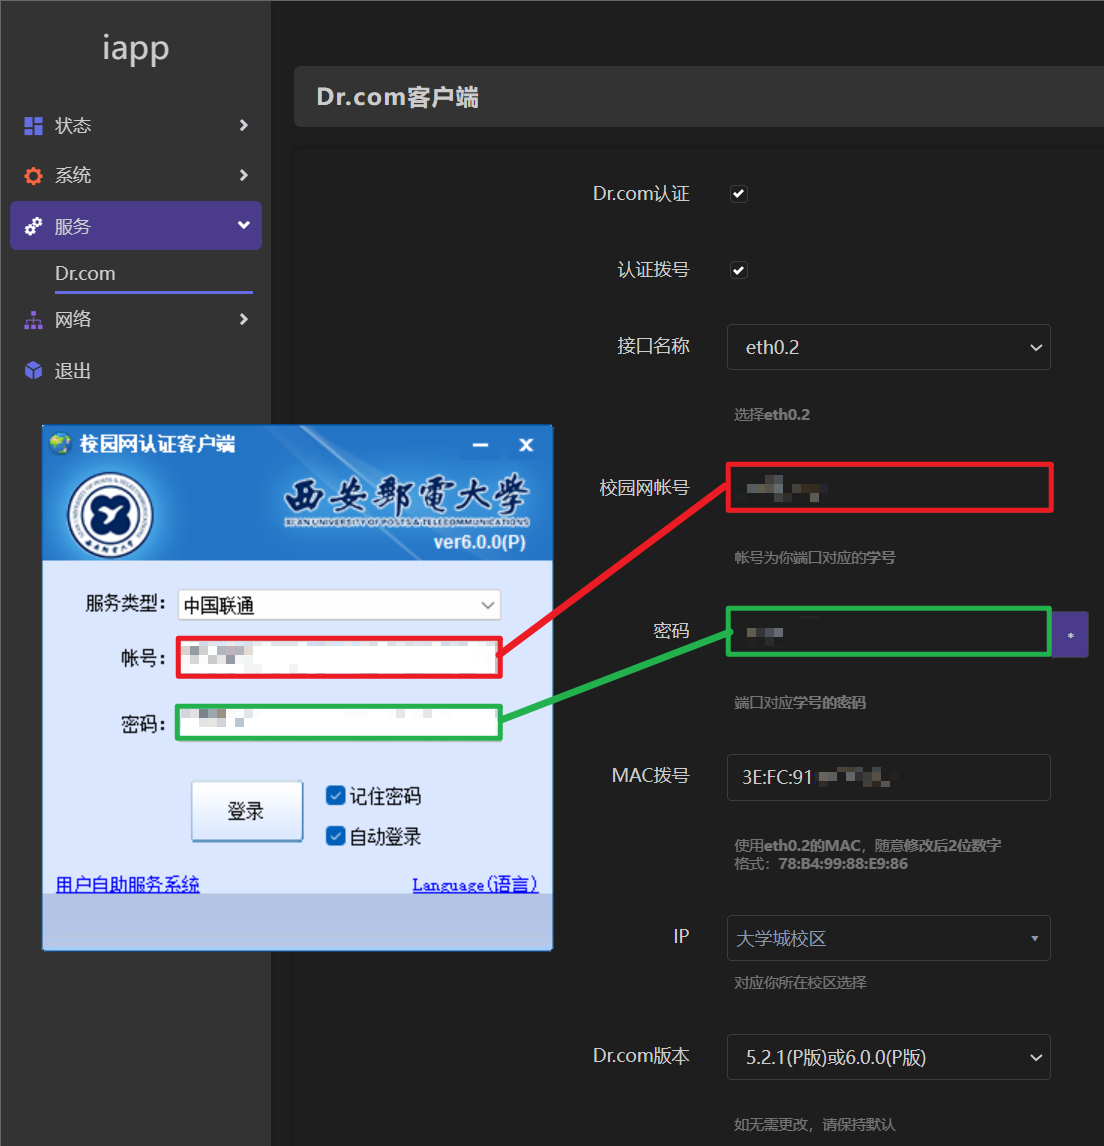 iapp
状态
系统
服务
Dr.com
网络
退出
Dr.com客户端
Dr.com认证
认证拨号
接口名称
eth0.2
选择eth0.2
校园网帐号
帐号为你端口对应的学号
密码
*
端口对应学号的密码
MAC拨号
3E:FC:91
使用eth0.2的MAC，随意修改后2位数字
格式：78:B4:99:88:E9:86
IP
大学城校区
对应你所在校区选择
Dr.com版本
5.2.1(P版)或6.0.0(P版)
如无需更改，请保持默认
校园网认证客户端
西安郵電大学
XI'AN UNIVERSITY OF POSTS & TELECOMMUNICATIONS
ver6.0.0(P)
服务类型：
中国联通
帐号：
密码：
登录
记住密码
自动登录
用户自助服务系统
Language(语言)